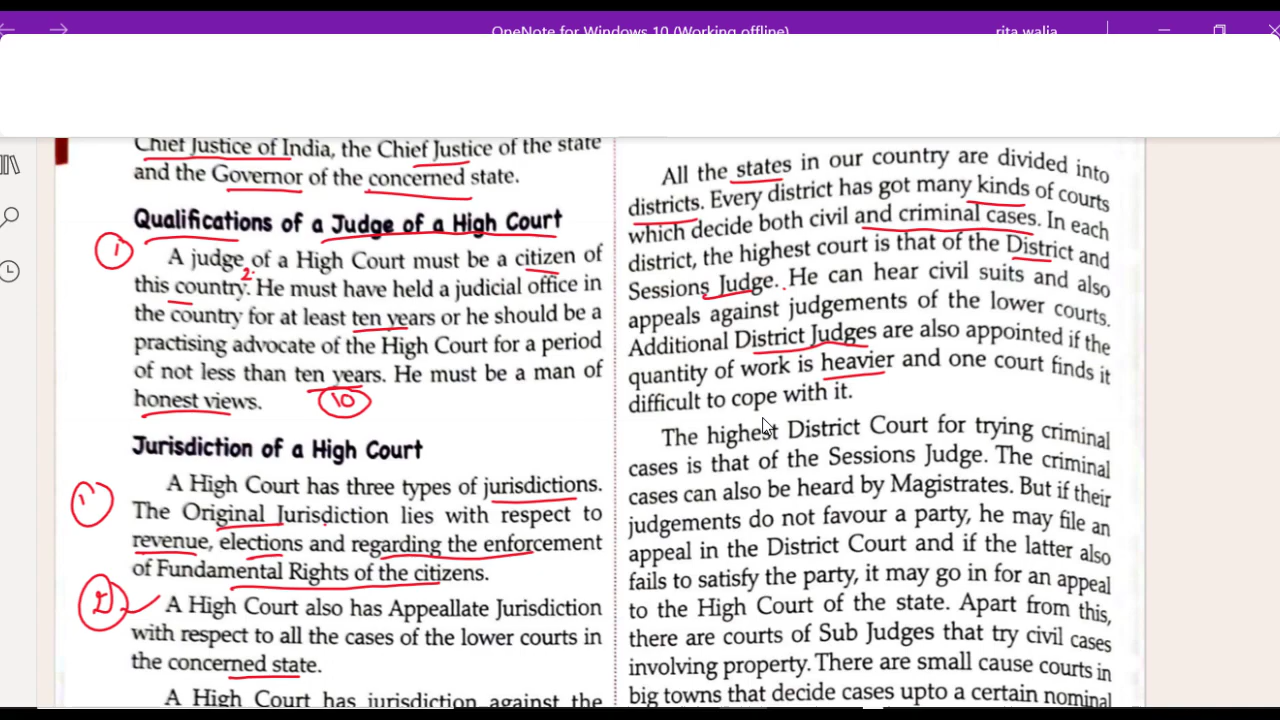 OneNote for Windows 10 (Working offline)
rita walia
Chief Justice of India, the Chief Justice of the state
and the Governor of the concerned state.
Qualifications of a Judge of a High Court
1
A judge of a High Court must be a citizen of
2.
this country. He must have held a judicial office in
the country for at least ten years or he should be a
practising advocate of the High Court for a period
of not less than ten years. He must be a man of
honest views.
10
Jurisdiction of a High Court
1
A High Court has three types of jurisdictions.
The Original Jurisdiction lies with respect to
revenue, elections and regarding the enforcement
of Fundamental Rights of the citizens.
2
A High Court also has Appeallate Jurisdiction
with respect to all the cases of the lower courts in
the concerned state.
A High Court has jurisdiction against the
All the states in our country are divided into
districts. Every district has got many kinds of courts
which decide both civil and criminal cases. In each
district, the highest court is that of the District and
Sessions Judge. He can hear civil suits and also
appeals against judgements of the lower courts.
Additional District Judges are also appointed if the
quantity of work is heavier and one court finds it
difficult to cope with it.
The highest District Court for trying criminal
cases is that of the Sessions Judge. The criminal
cases can also be heard by Magistrates. But if their
judgements do not favour a party, he may file an
appeal in the District Court and if the latter also
fails to satisfy the party, it may go in for an appeal
to the High Court of the state. Apart from this,
there are courts of Sub Judges that try civil cases
involving property. There are small cause courts in
big towns that decide cases upto a certain nominal